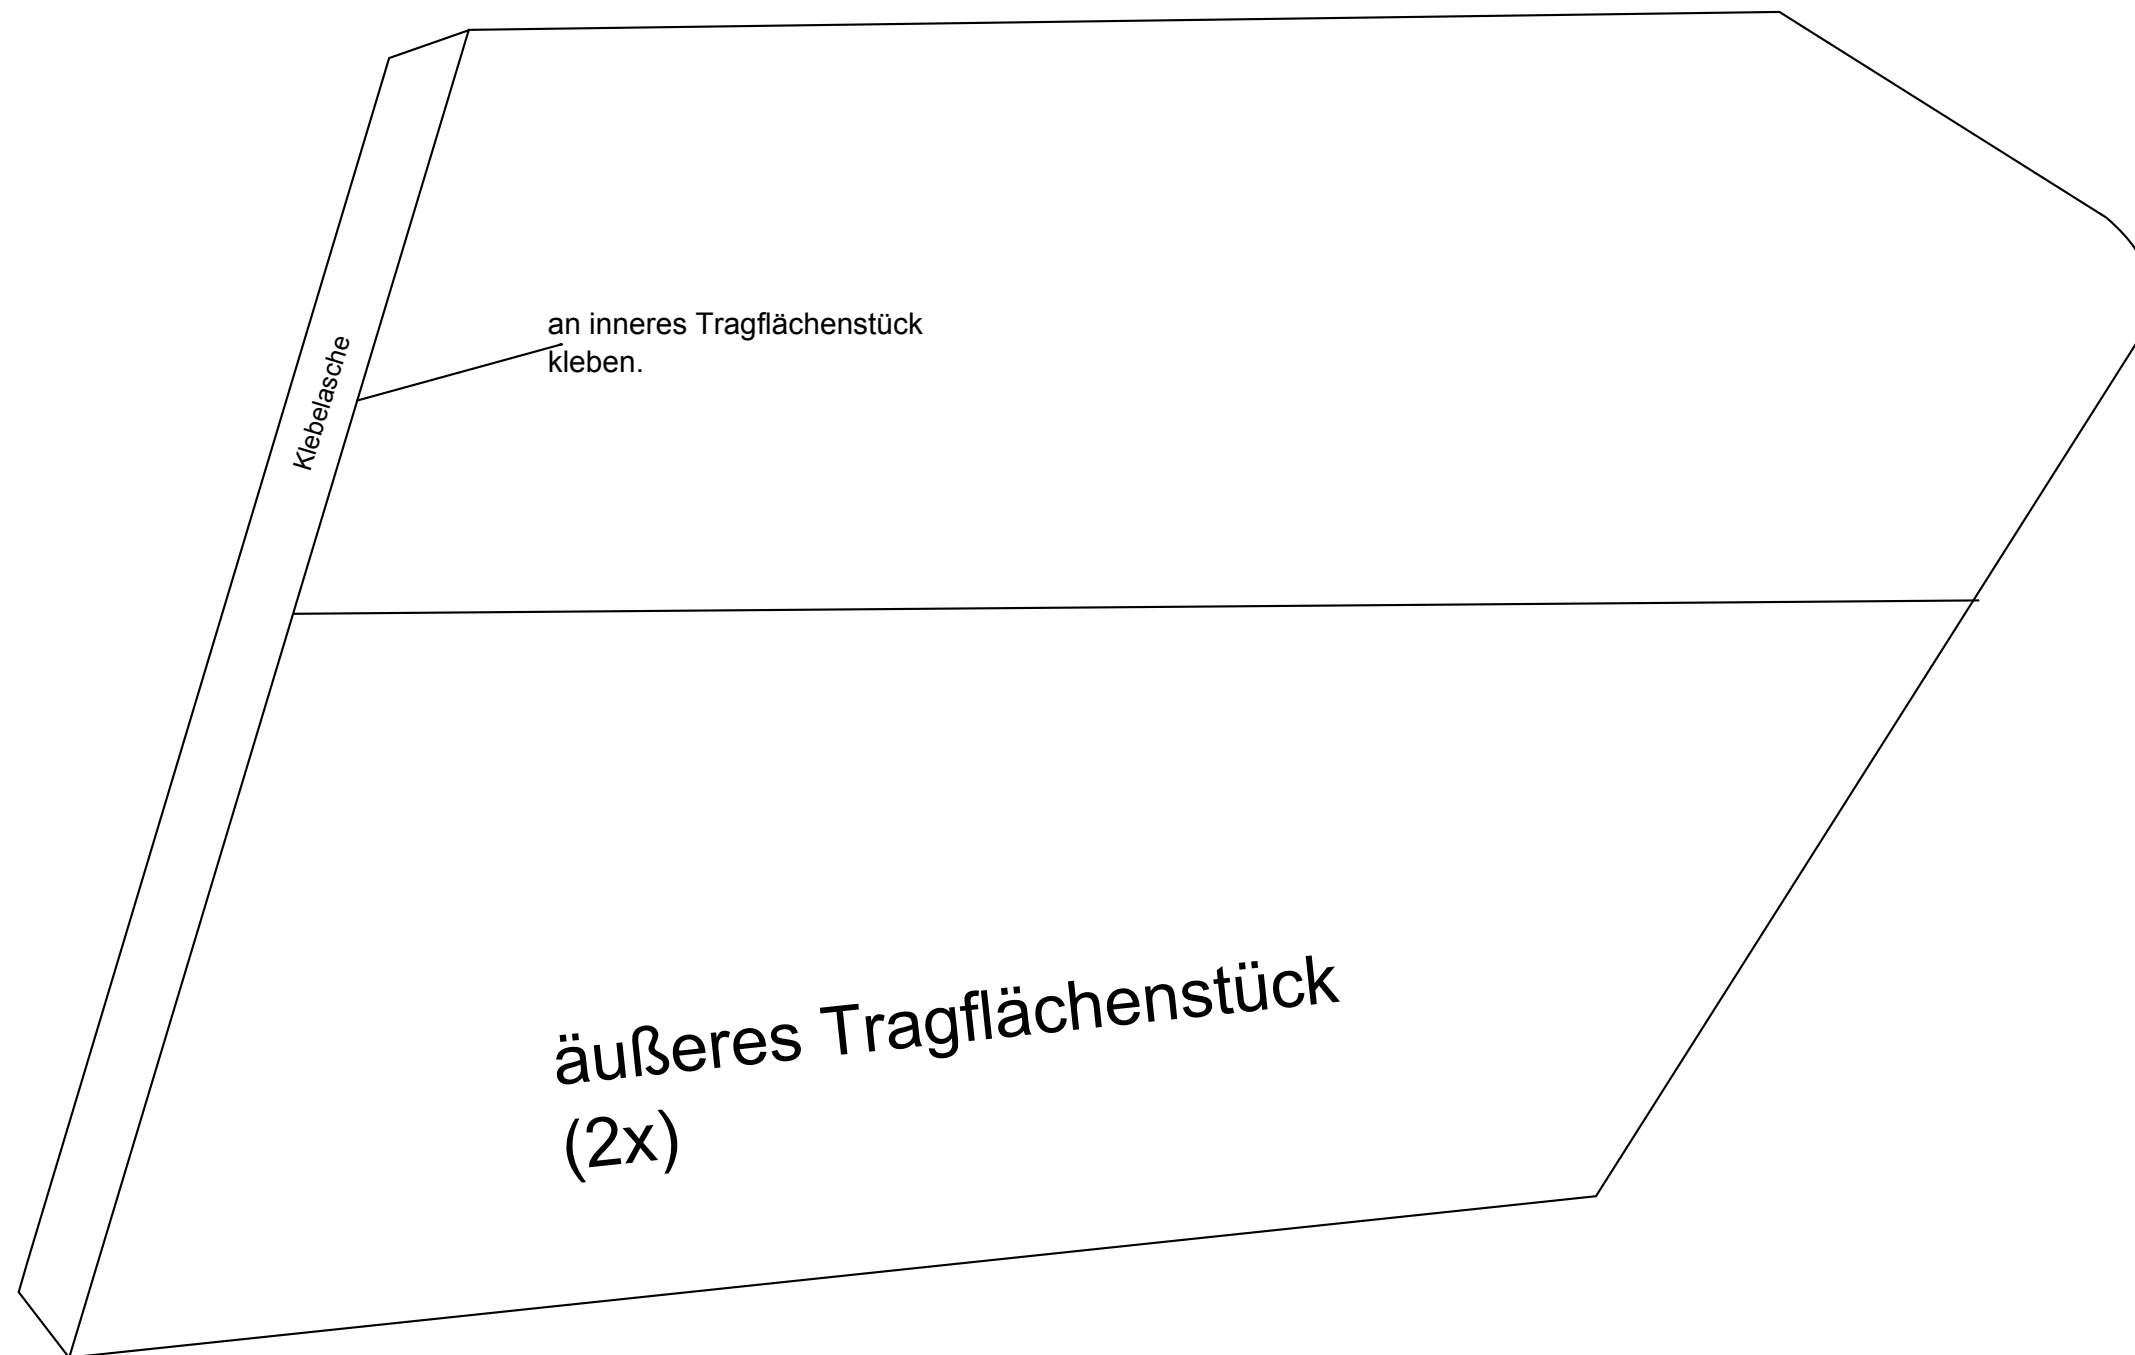 an inneres Tragflächenstück
kleben.
Klebelasche
äußeres Tragflächenstück
(2x)